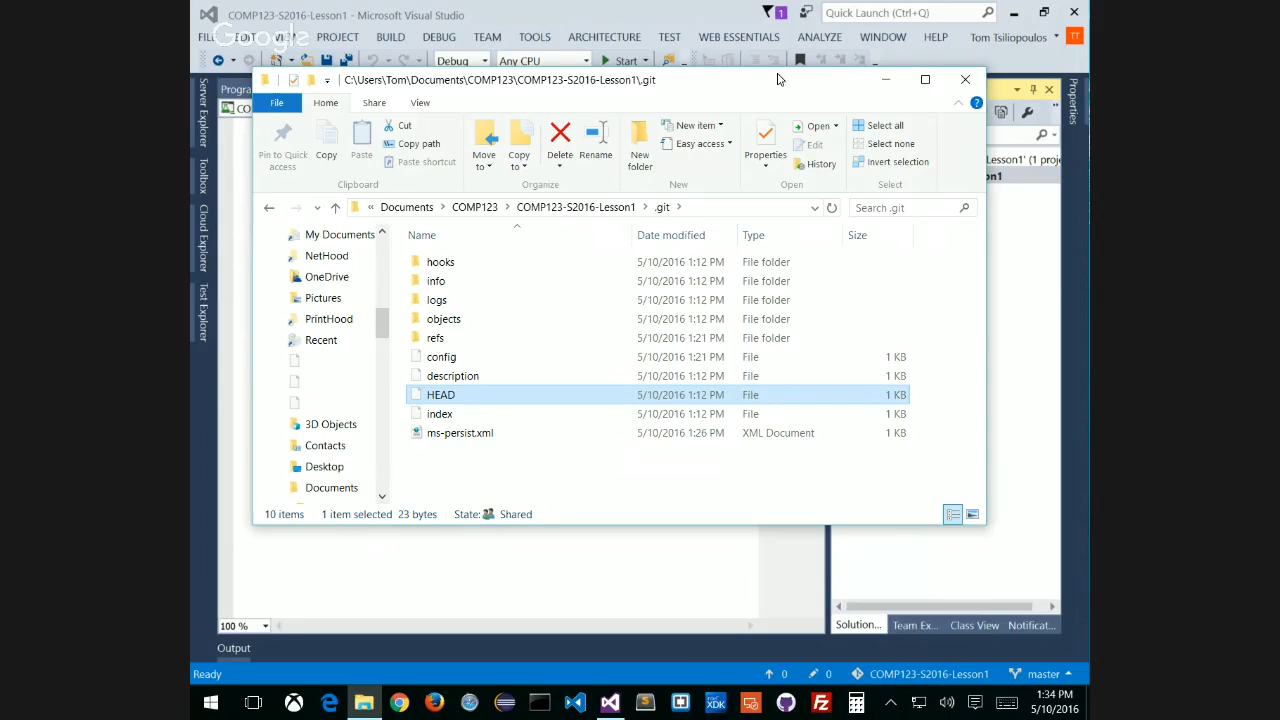 COMP123-S2016-Lesson1 - Microsoft Visual Studio
1
Quick Launch (Ctrl+Q)
Google
FILE EDIT VIEW PROJECT BUILD DEBUG TEAM TOOLS ARCHITECTURE TEST WEB ESSENTIALS ANALYZE WINDOW HELP Tom Tsiliopoulos TT
Debug Any CPU Start
C:\Users\Tom\Documents\COMP123\COMP123-S2016-Lesson1\.git
Server Explorer
Toolbox
Cloud Explorer
Test Explorer
Progra
CO
Properties
Lesson1' (1 proje
on1
File Home Share View
Pin to Quick access
Copy
Paste
Cut
Copy path
Paste shortcut
Clipboard
Move to
Copy to
Delete
Rename
Organize
New folder
New item
Easy access
New
Properties
Open
Edit
History
Open
Select all
Select none
Invert selection
Select
« Documents > COMP123 > COMP123-S2016-Lesson1 > .git >
Search .git
My Documents
NetHood
OneDrive
Pictures
PrintHood
Recent
3D Objects
Contacts
Desktop
Documents
Name Date modified Type Size
hooks 5/10/2016 1:12 PM File folder
info 5/10/2016 1:12 PM File folder
logs 5/10/2016 1:12 PM File folder
objects 5/10/2016 1:12 PM File folder
refs 5/10/2016 1:21 PM File folder
config 5/10/2016 1:21 PM File 1 KB
description 5/10/2016 1:12 PM File 1 KB
HEAD 5/10/2016 1:12 PM File 1 KB
index 5/10/2016 1:12 PM File 1 KB
ms-persist.xml 5/10/2016 1:26 PM XML Document 1 KB
10 items 1 item selected 23 bytes State: Shared
100 %
Solution... Team Ex... Class View Notificat...
Output
Ready 0 0 COMP123-S2016-Lesson1 master
XDK
1:34 PM
5/10/2016